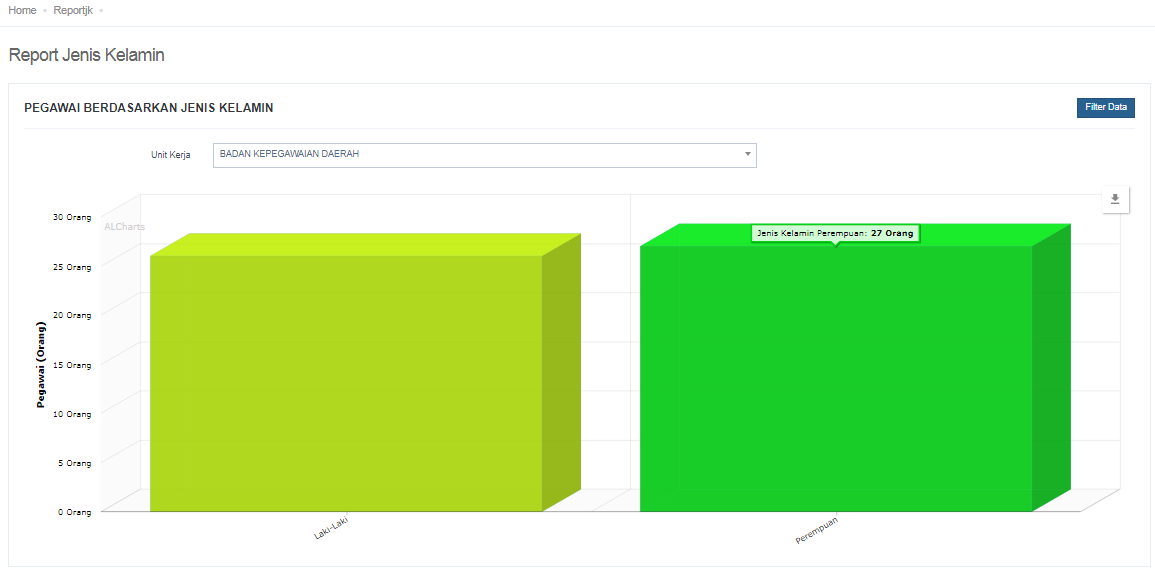 Home Reportjk
Report Jenis Kelamin
PEGAWAI BERDASARKAN JENIS KELAMIN
Filter Data
Unit Kerja
BADAN KEPEGAWAIAN DAERAH
ALCharts
Pegawai (Orang)
30 Orang
25 Orang
20 Orang
15 Orang
10 Orang
5 Orang
0 Orang
Jenis Kelamin Perempuan: 27 Orang
Laki-Laki
Perempuan